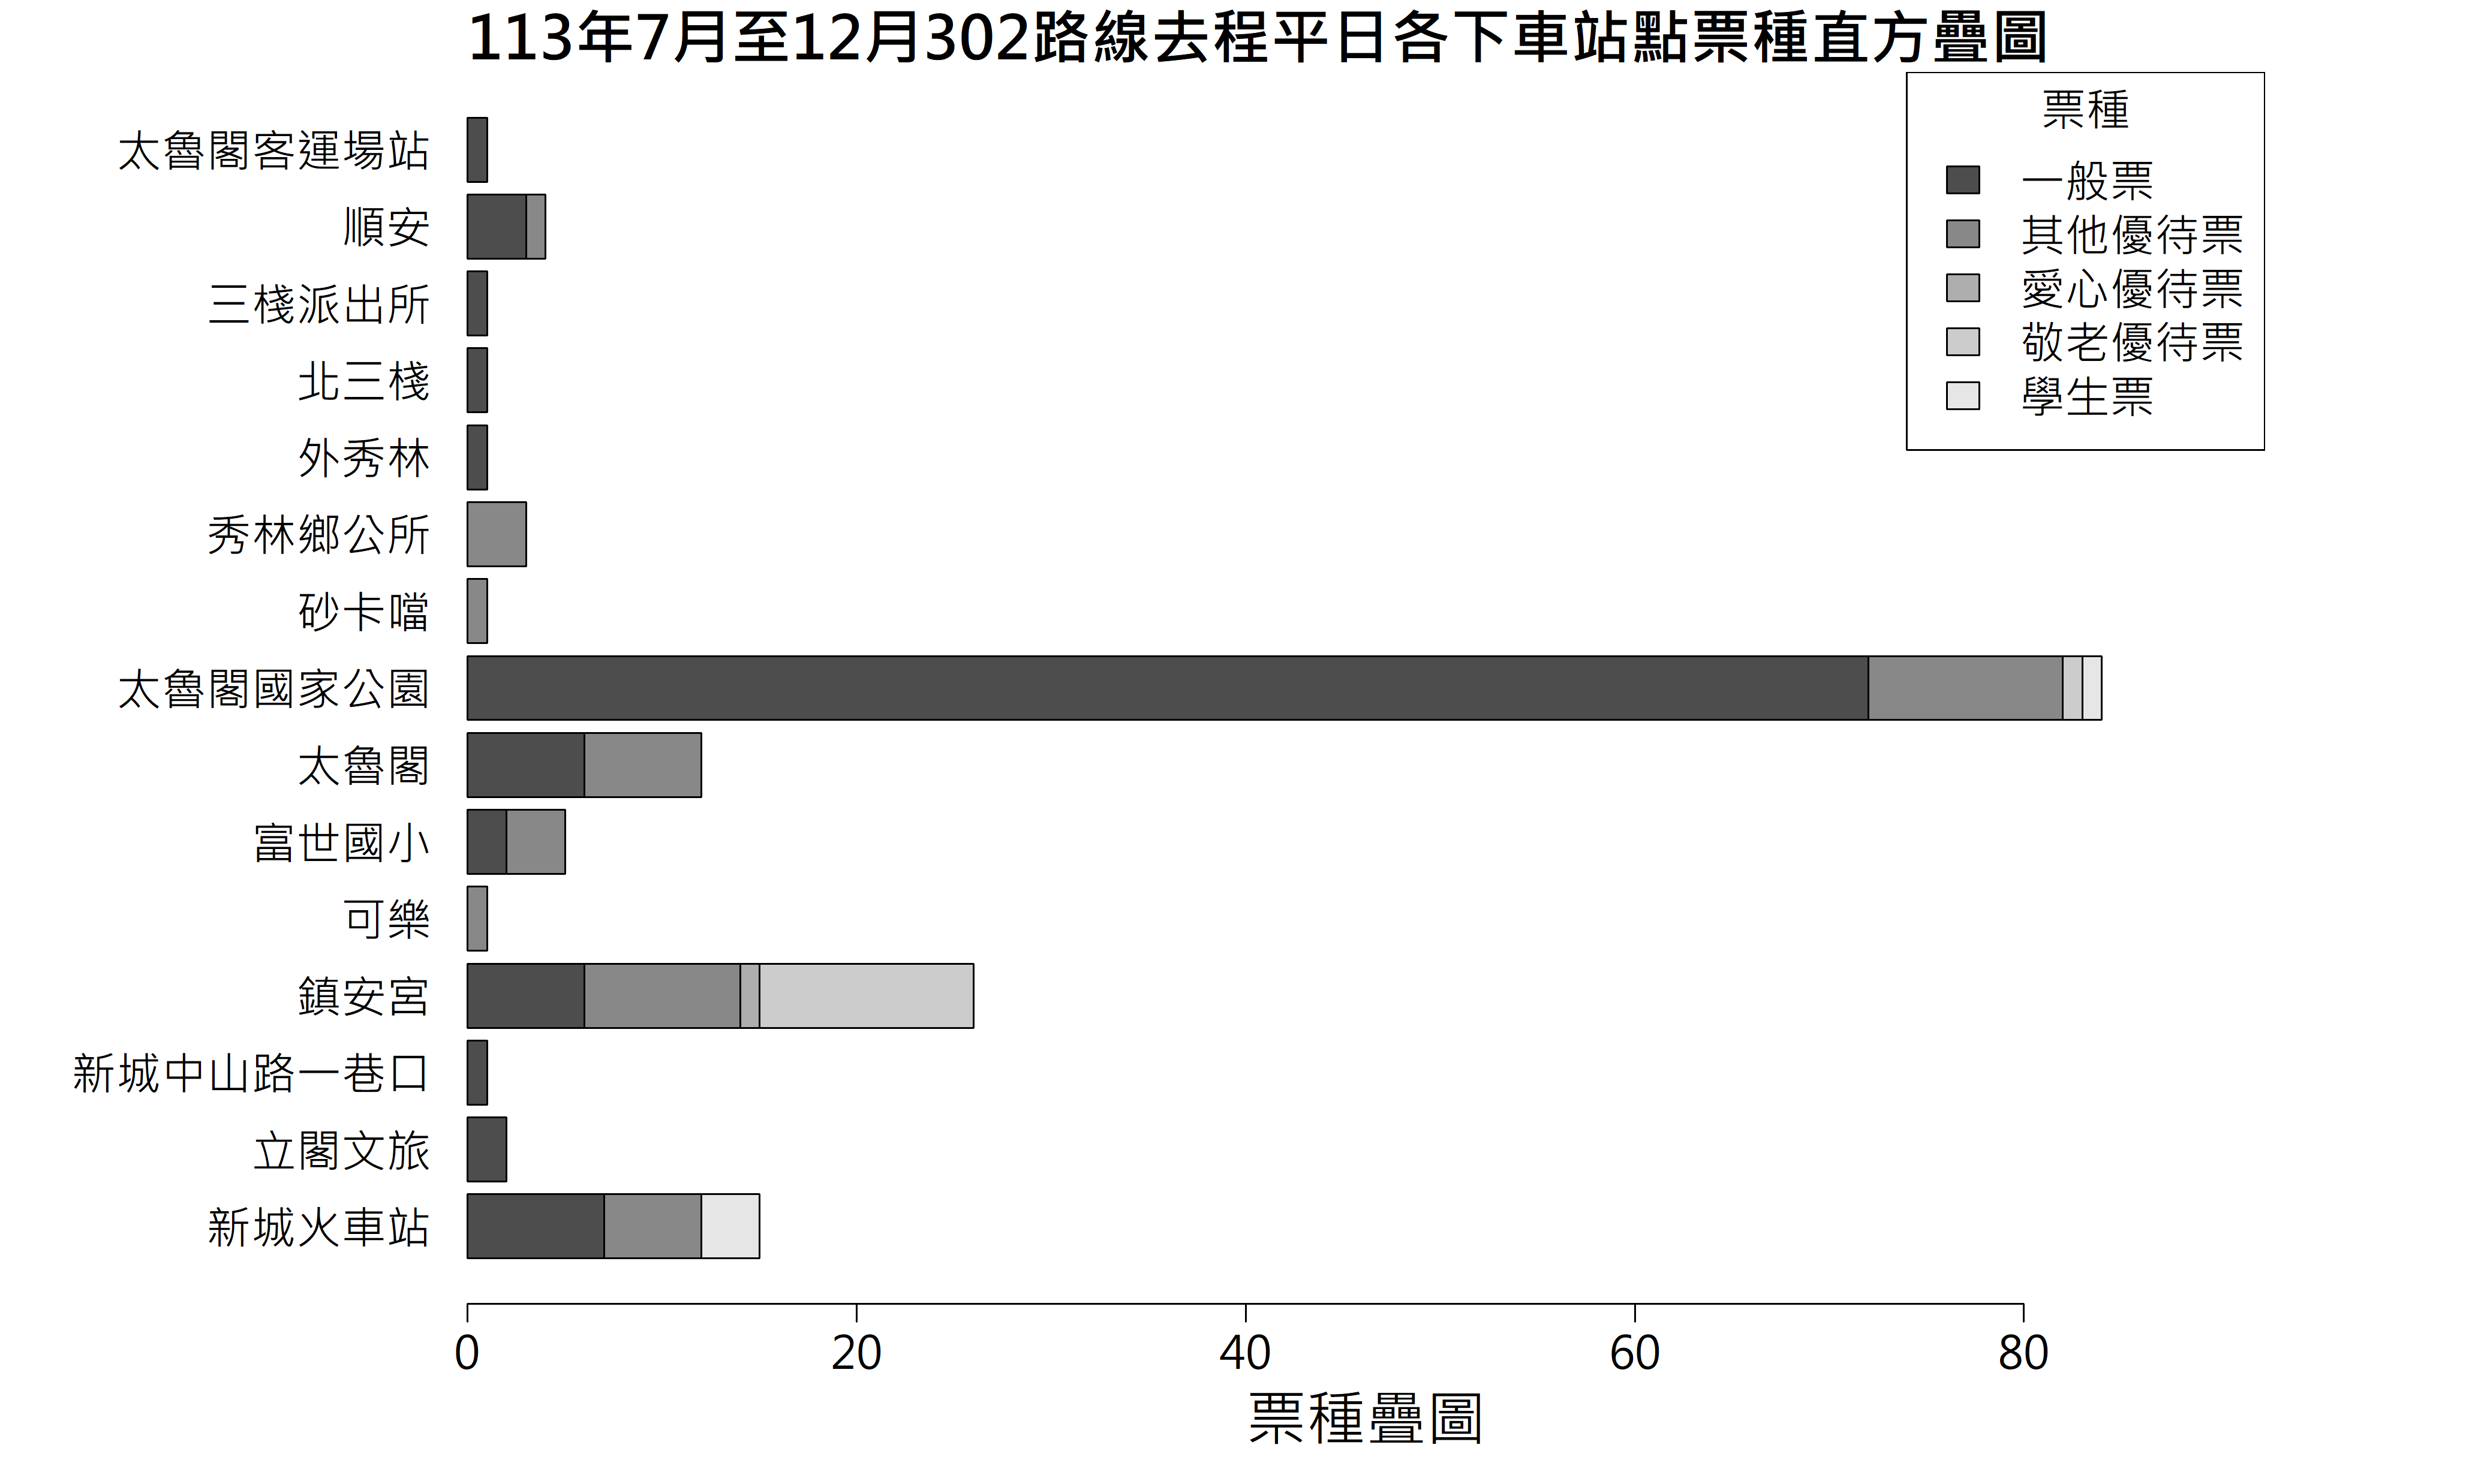 113年7月至12月302路線去程平日各下車站點票種直方疊圖
票種
一般票
其他優待票
愛心優待票
敬老優待票
學生票
太魯閣客運場站
順安
三棧派出所
北三棧
外秀林
秀林鄉公所
砂卡噹
太魯閣國家公園
太魯閣
富世國小
可樂
鎮安宮
新城中山路一巷口
立閣文旅
新城火車站
0 20 40 60 80
票種疊圖